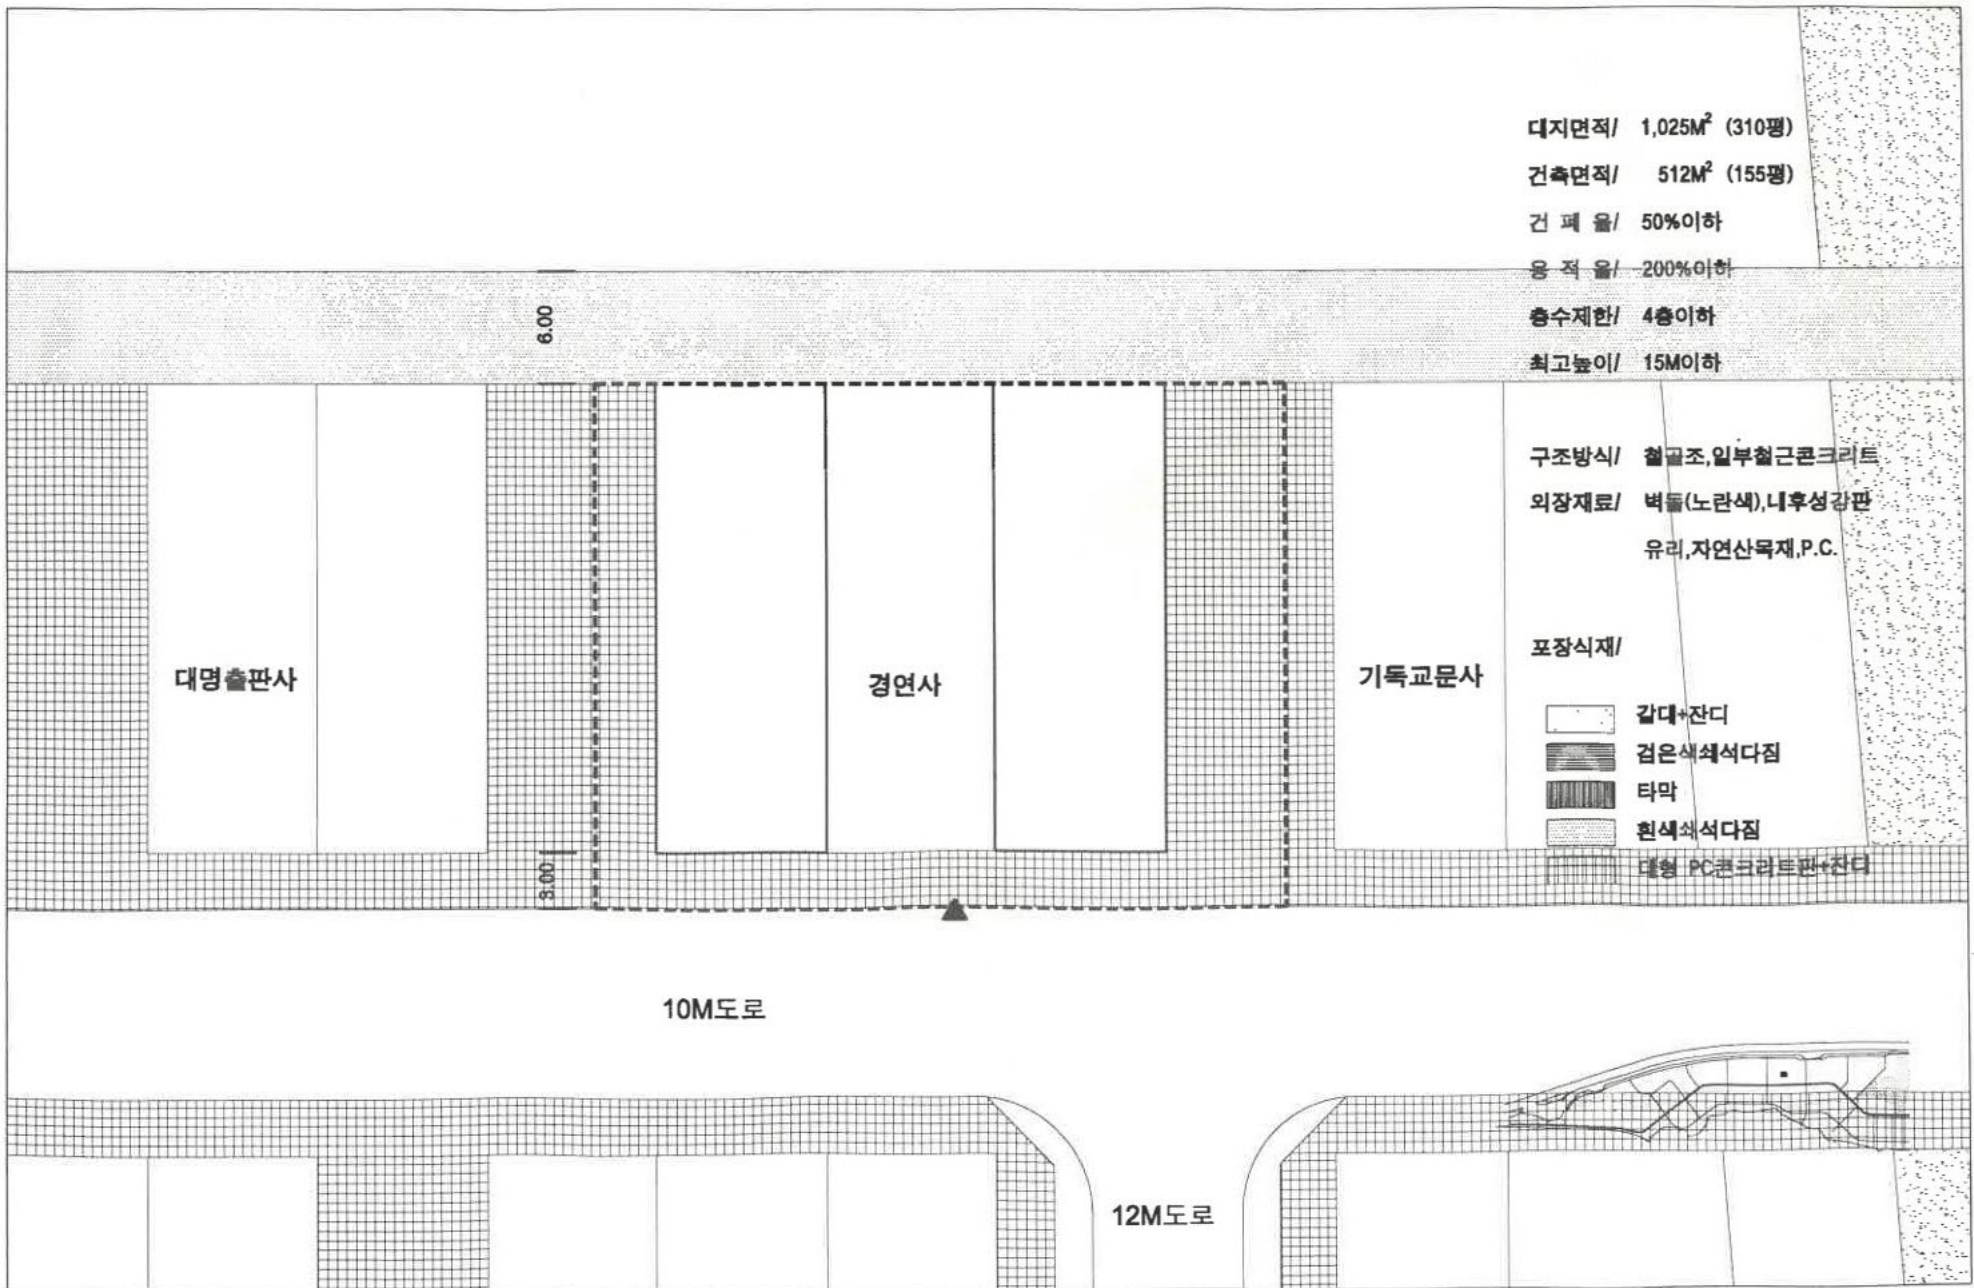 대지면적/ 1,025M² (310평)
건축면적/ 512M² (155평)
건 폐 율/ 50%이하
용 적 율/ 200%이하
층수제한/ 4층이하
최고높이/ 15M이하
6.00
구조방식/ 철골조,일부철근콘크리트
외장재료/ 벽돌(노란색),내후성강판
유리,자연산목재,P.C.
포장식재/
대명출판사
경연사
기독교문사
갈대+잔디
검은색쇄석다짐
타막
흰색쇄석다짐
대형 PC콘크리트판+잔디
3.00
10M도로
12M도로